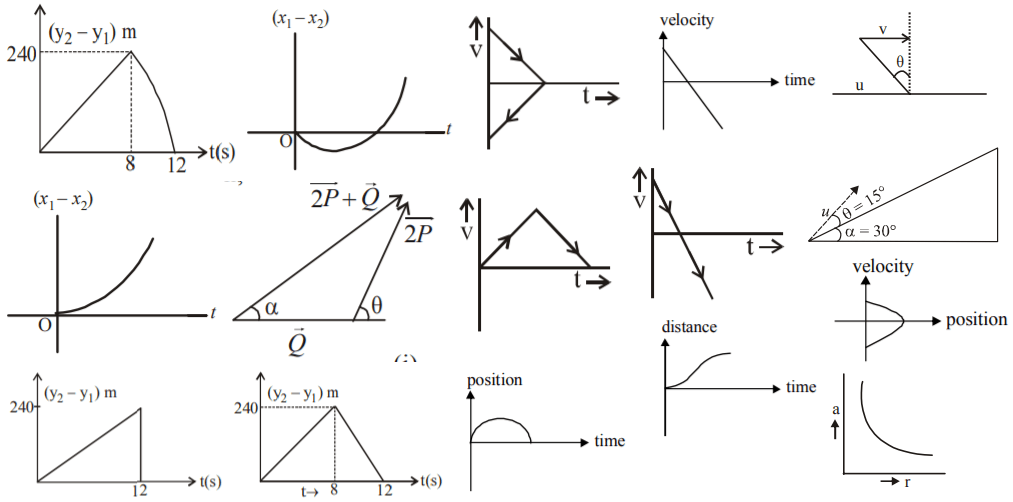 (y₂ – y₁) m
240
8
12
t(s)
(x₁ – x₂)
O
t
v
t
velocity
time
v
θ
u
(x₁ – x₂)
O
t
2P + Q
2P
α
θ
Q
v
t
v
t
u
θ = 15°
α = 30°
velocity
position
distance
time
(y₂ – y₁) m
240
12
t(s)
(y₂ – y₁) m
240
t→
8
12
t(s)
position
time
a
r